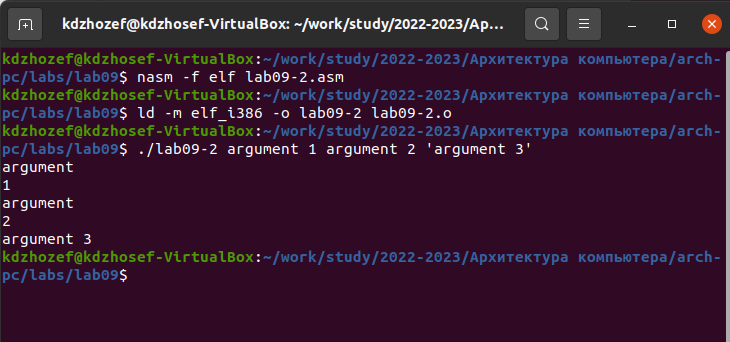 kdzhozef@kdzhosef-VirtualBox: ~/work/study/2022-2023/Ар...
kdzhozef@kdzhosef-VirtualBox:~/work/study/2022-2023/Архитектура компьютера/arch-
pc/labs/lab09$ nasm -f elf lab09-2.asm
kdzhozef@kdzhosef-VirtualBox:~/work/study/2022-2023/Архитектура компьютера/arch-
pc/labs/lab09$ ld -m elf_i386 -o lab09-2 lab09-2.o
kdzhozef@kdzhosef-VirtualBox:~/work/study/2022-2023/Архитектура компьютера/arch-
pc/labs/lab09$ ./lab09-2 argument 1 argument 2 'argument 3'
argument
1
argument
2
argument 3
kdzhozef@kdzhosef-VirtualBox:~/work/study/2022-2023/Архитектура компьютера/arch-
pc/labs/lab09$